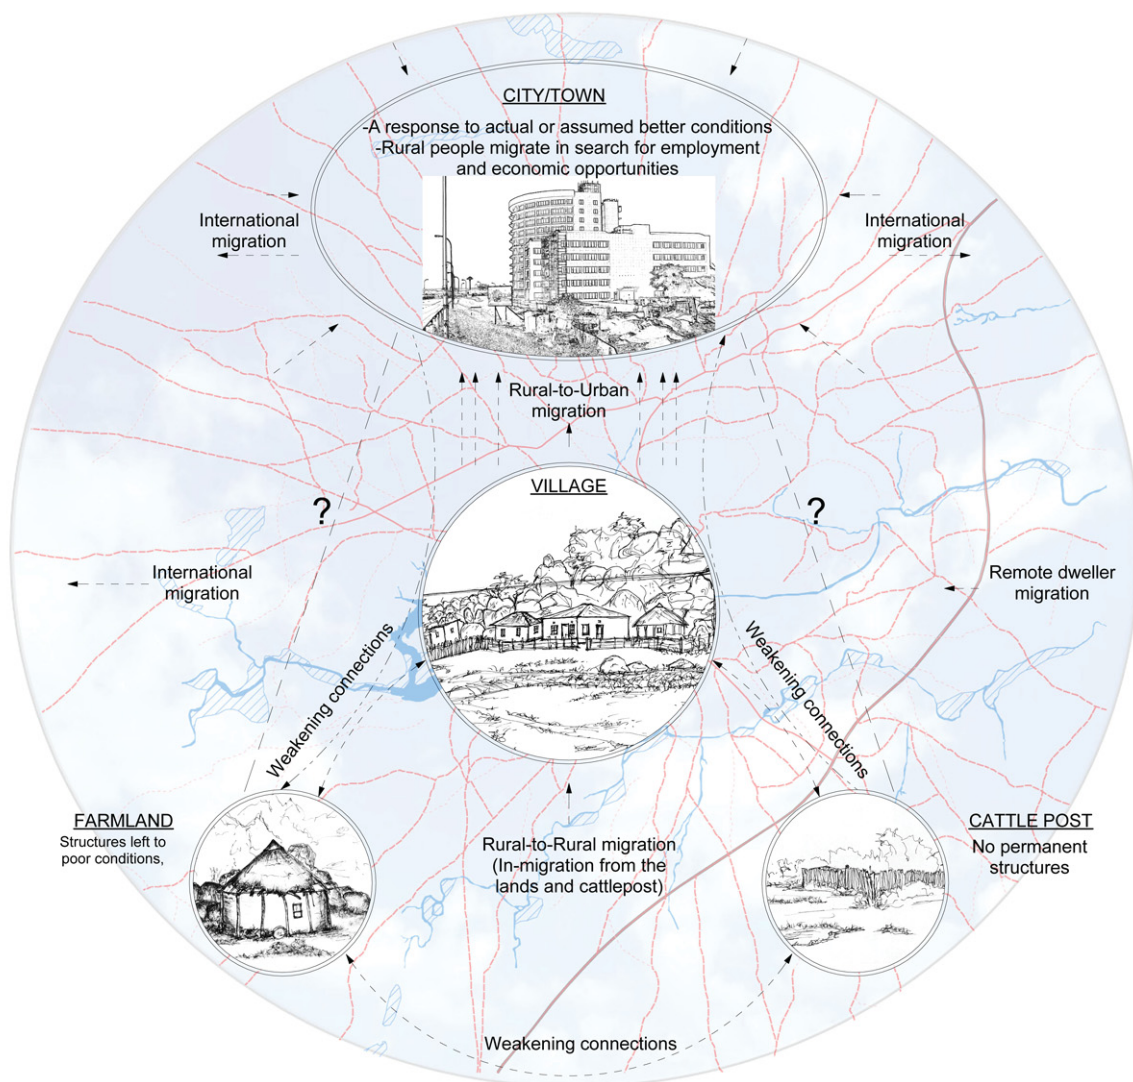 CITY/TOWN
-A response to actual or assumed better conditions
-Rural people migrate in search for employment
and economic opportunities
International
migration
International
migration
Rural-to-Urban
migration
VILLAGE
?
?
International
migration
Remote dweller
migration
Weakening connections
Weakening connections
FARMLAND
Structures left to
poor conditions,
CATTLE POST
No permanent
structures
Rural-to-Rural migration
(In-migration from the
lands and cattlepost)
Weakening connections